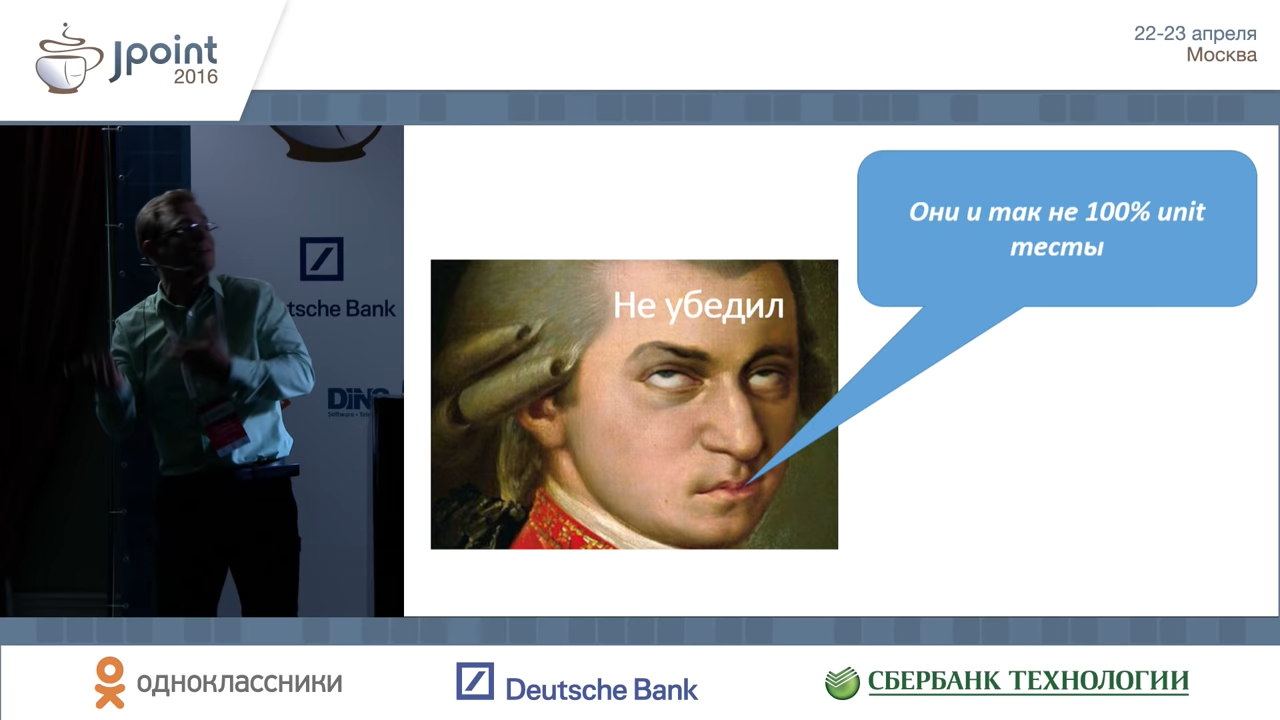 Jpoint
2016
22-23 апреля
Москва
Они и так не 100% unit
тесты
Не убедил
tsche Bank
DINO
одноклассники
Deutsche Bank
СБЕРБАНК ТЕХНОЛОГИИ